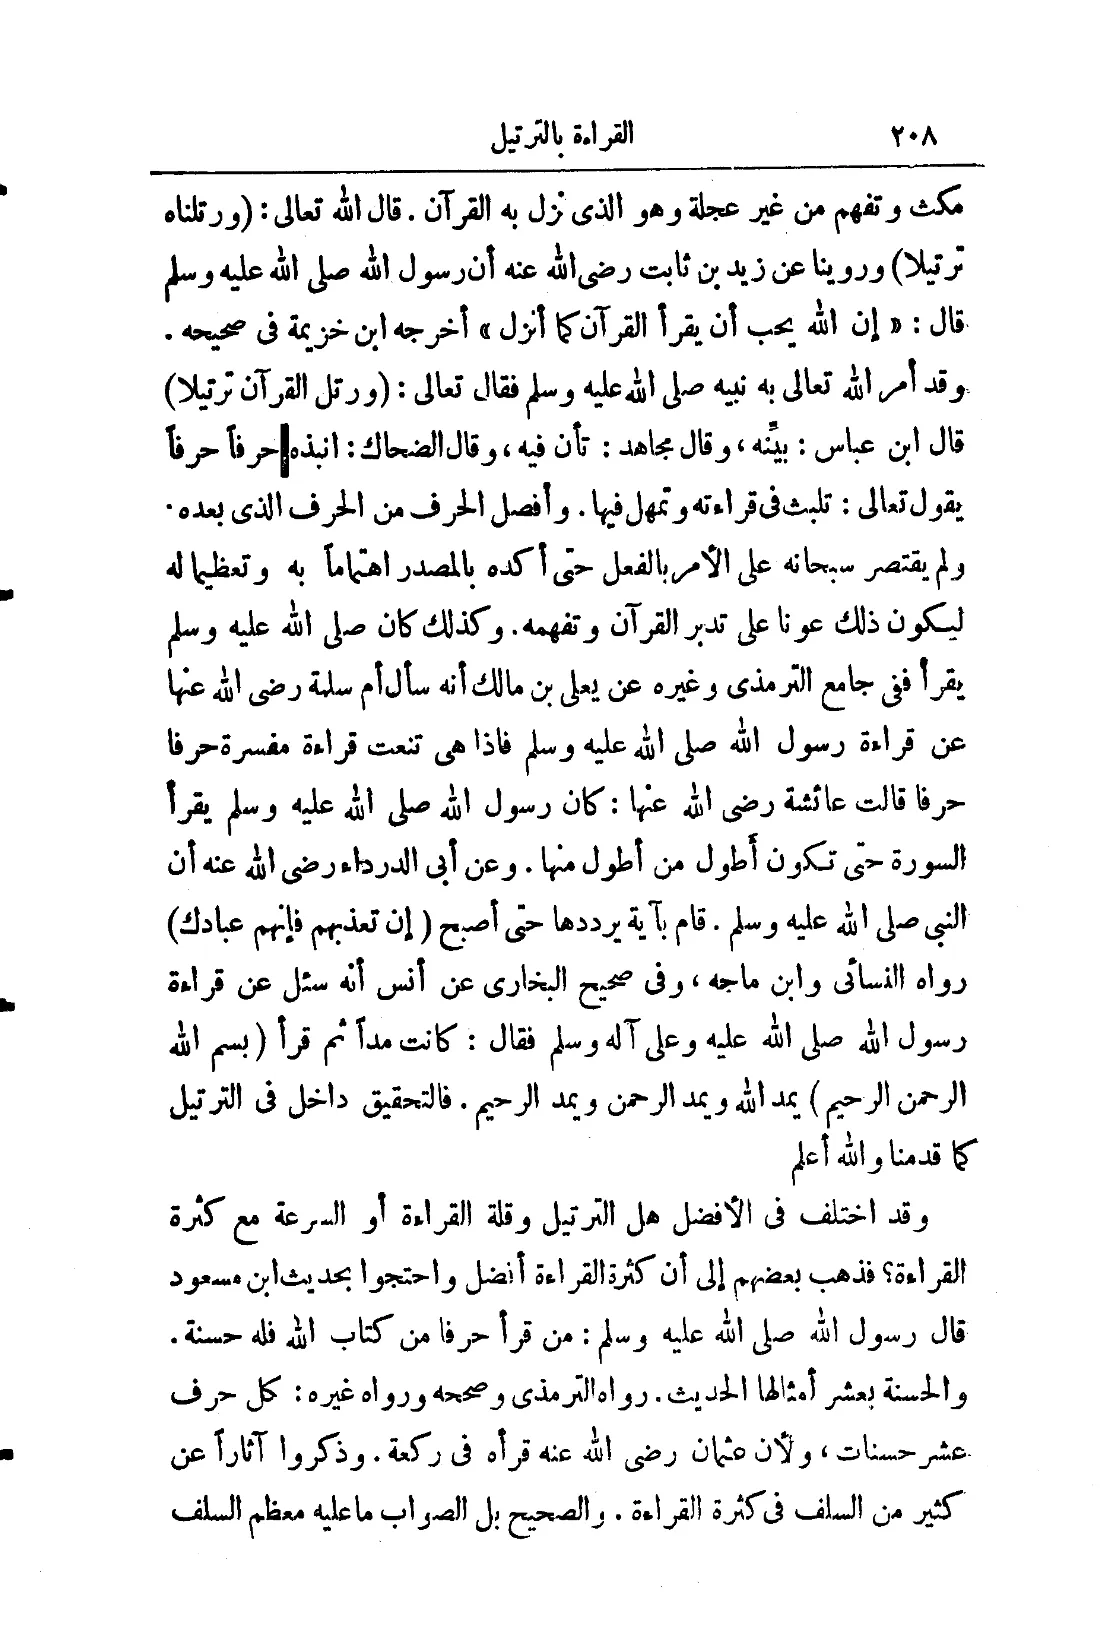 ٢٠٨ القراءة بالترتيل
مكث وتفهم من غير عجلة وهو الذى نزل به القرآن . قال الله تعالى : (ورتلناه
ترتيلا) وروينا عن زيد بن ثابت رضى الله عنه أن رسول الله صلى الله عليه وسلم
قال : « إن الله يحب أن يقرأ القرآن كما أنزل » أخرجه ابن خزيمة فى صحيحه .
وقد أمر الله تعالى به نبيه صلى الله عليه وسلم فقال تعالى : (ورتل القرآن ترتيلا)
قال ابن عباس : بيِّنه ، وقال مجاهد : تأن فيه ، وقال الضحاك : انبذه حرفاً حرفاً
يقول تعالى : تلبث فى قراءته وتمهل فيها . وأفصل الحرف من الحرف الذى بعده .
ولم يقتصر سبحانه على الأمر بالفعل حتى أكده بالمصدر اهتماماً به وتعظيما له
ليكون ذلك عونا على تدبر القرآن وتفهمه . وكذلك كان صلى الله عليه وسلم
يقرأ ففى جامع الترمذى وغيره عن يعلى بن مالك أنه سأل أم سلمة رضى الله عنها
عن قراءة رسول الله صلى الله عليه وسلم فاذا هى تنعت قراءة مفسرة حرفا
حرفا قالت عائشة رضى الله عنها : كان رسول الله صلى الله عليه وسلم يقرأ
السورة حتى تكون أطول من أطول منها . وعن أبى الدرداء رضى الله عنه أن
النبى صلى الله عليه وسلم . قام بآية يرددها حتى أصبح ( إن تعذبهم فإنهم عبادك)
رواه النسائى وابن ماجه ، وفى صحيح البخارى عن أنس أنه سئل عن قراءة
رسول الله صلى الله عليه وعلى آله وسلم فقال : كانت مداً ثم قرأ (بسم الله
الرحمن الرحيم ) يمد الله ويمد الرحمن ويمد الرحيم . فالتحقيق داخل فى الترتيل
كما قدمنا والله أعلم
وقد اختلف فى الأفضل هل الترتيل وقلة القراءة أو السرعة مع كثرة
القراءة؟ فذهب بعضهم إلى أن كثرة القراءة أفضل واحتجوا بحديث ابن مسعود
قال رسول الله صلى الله عليه وسلم : من قرأ حرفا من كتاب الله فله حسنة .
والحسنة بعشر أمثالها الحديث . رواه الترمذى وصححه ورواه غيره : كل حرف
عشر حسنات ، ولأن عثمان رضى الله عنه قرأه فى ركعة . وذكروا آثاراً عن
كثير من السلف فى كثرة القراءة . والصحيح بل الصواب ما عليه معظم السلف